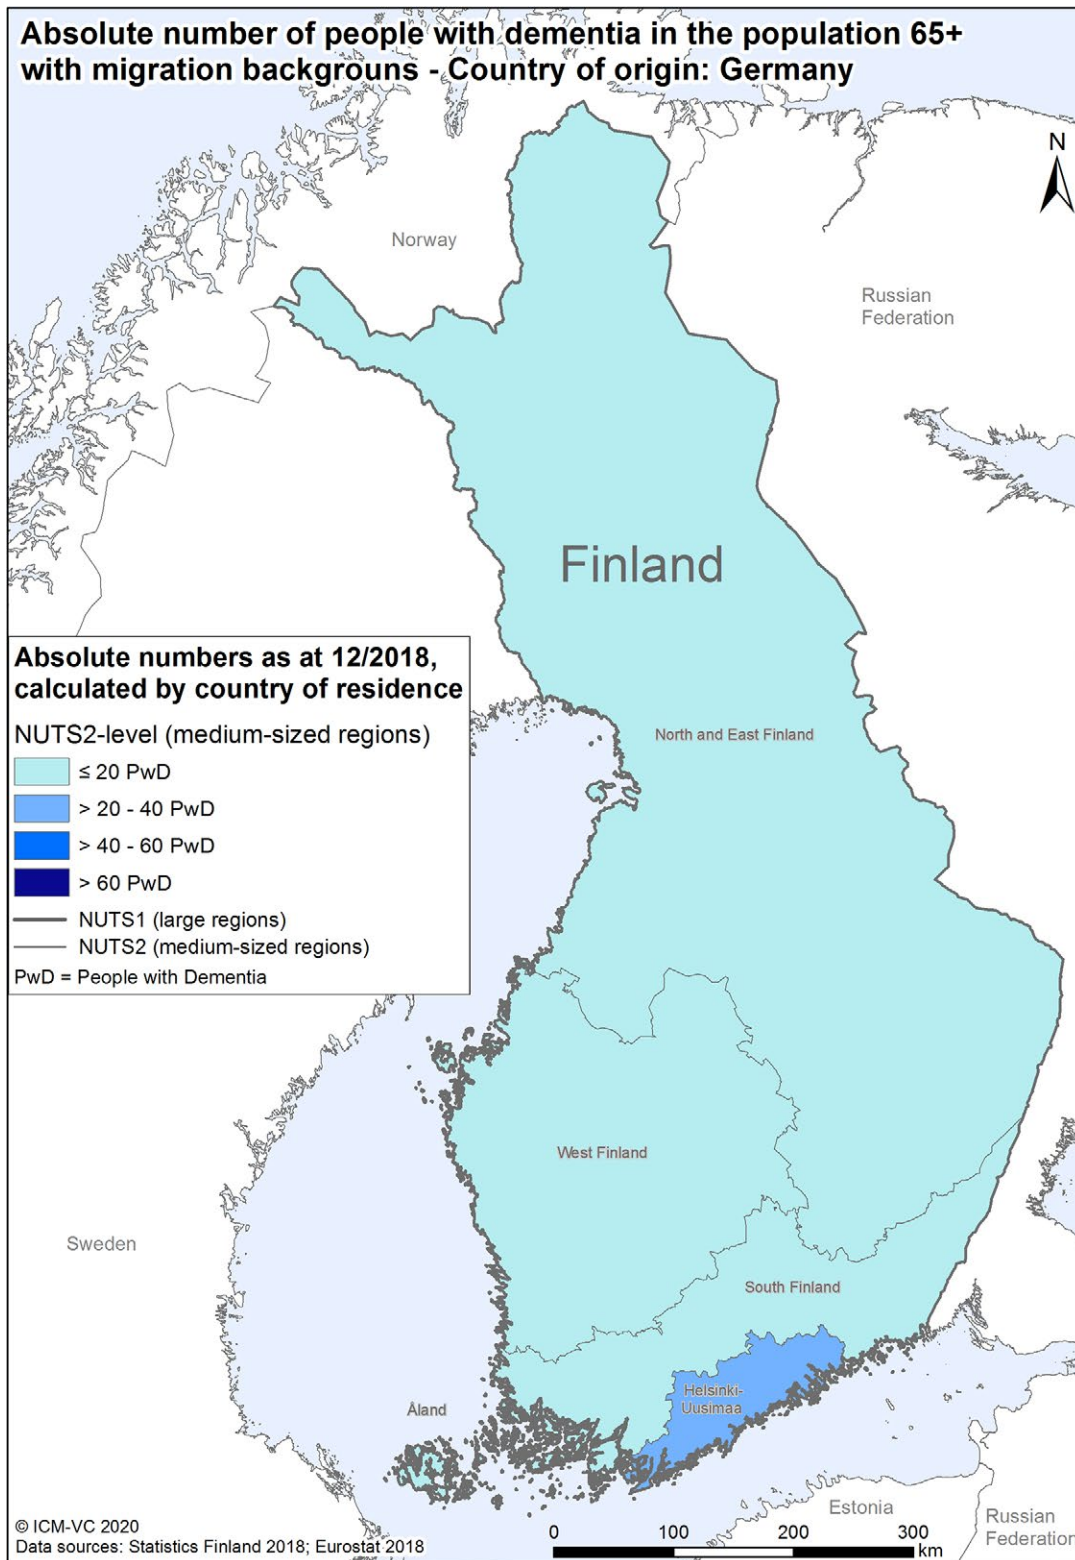 Absolute number of people with dementia in the population 65+
with migration backgrouns - Country of origin: Germany
N
Norway
Russian
Federation
Finland
Absolute numbers as at 12/2018,
calculated by country of residence
NUTS2-level (medium-sized regions)
≤ 20 PwD
> 20 - 40 PwD
> 40 - 60 PwD
> 60 PwD
NUTS1 (large regions)
NUTS2 (medium-sized regions)
PwD = People with Dementia
North and East Finland
West Finland
Sweden
South Finland
Helsinki-
Uusimaa
Åland
Estonia
Russian
Federation
© ICM-VC 2020
Data sources: Statistics Finland 2018; Eurostat 2018
0 100 200 300
km